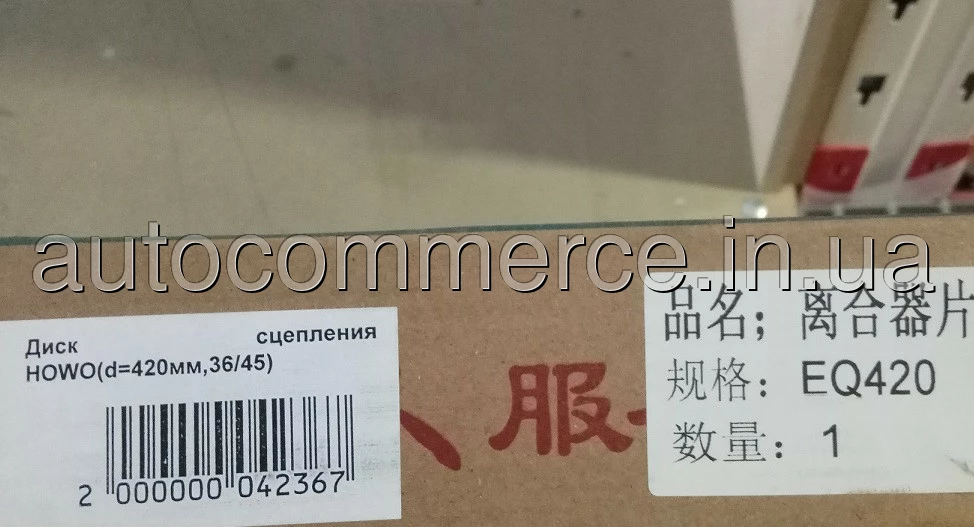 autocommerce.in.ua
Диск сцепления
HOWO(d=420мм,36/45)
2 000000 042367
服
品名；离合器片
规格：EQ420
数量：1